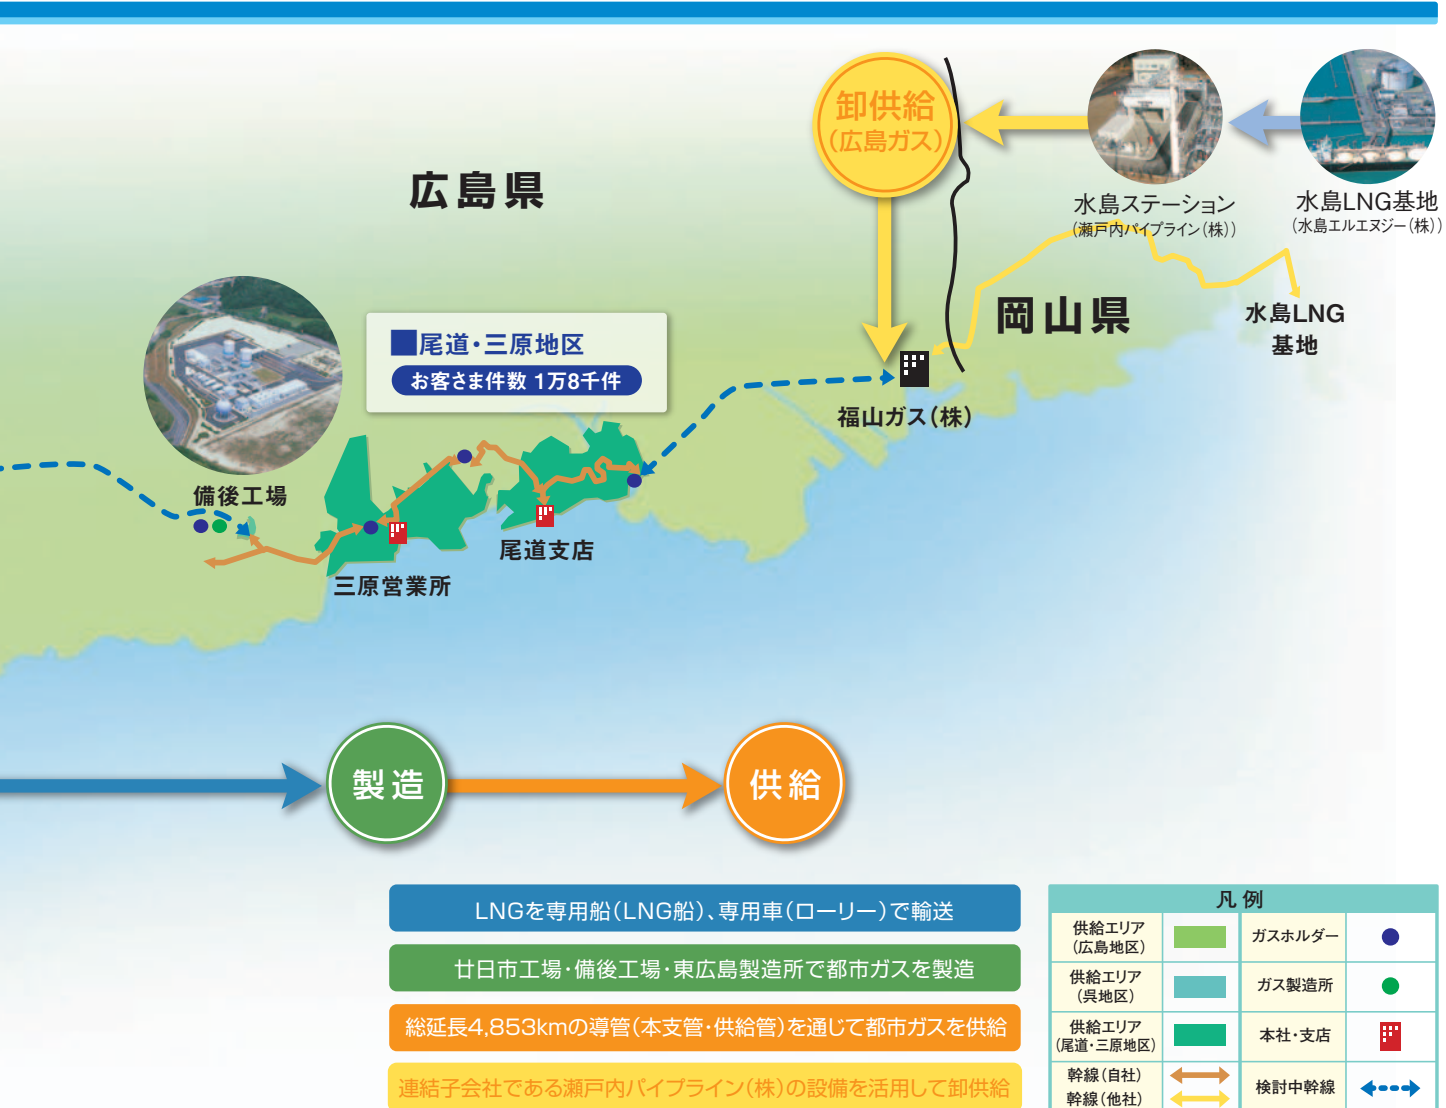 卸供給
(広島ガス)
広島県
水島ステーション
(瀬戸内パイプライン(株))
水島LNG基地
(水島エルエヌジー(株))
岡山県
水島LNG
基地
■尾道・三原地区
お客さま件数 1万8千件
福山ガス(株)
備後工場
尾道支店
三原営業所
製造
供給
LNGを専用船(LNG船)、専用車(ローリー)で輸送
廿日市工場・備後工場・東広島製造所で都市ガスを製造
総延長4,853kmの導管(本支管・供給管)を通じて都市ガスを供給
連結子会社である瀬戸内パイプライン(株)の設備を活用して卸供給
凡例
供給エリア
(広島地区)
ガスホルダー
供給エリア
(呉地区)
ガス製造所
供給エリア
(尾道・三原地区)
本社・支店
幹線(自社)
幹線(他社)
検討中幹線